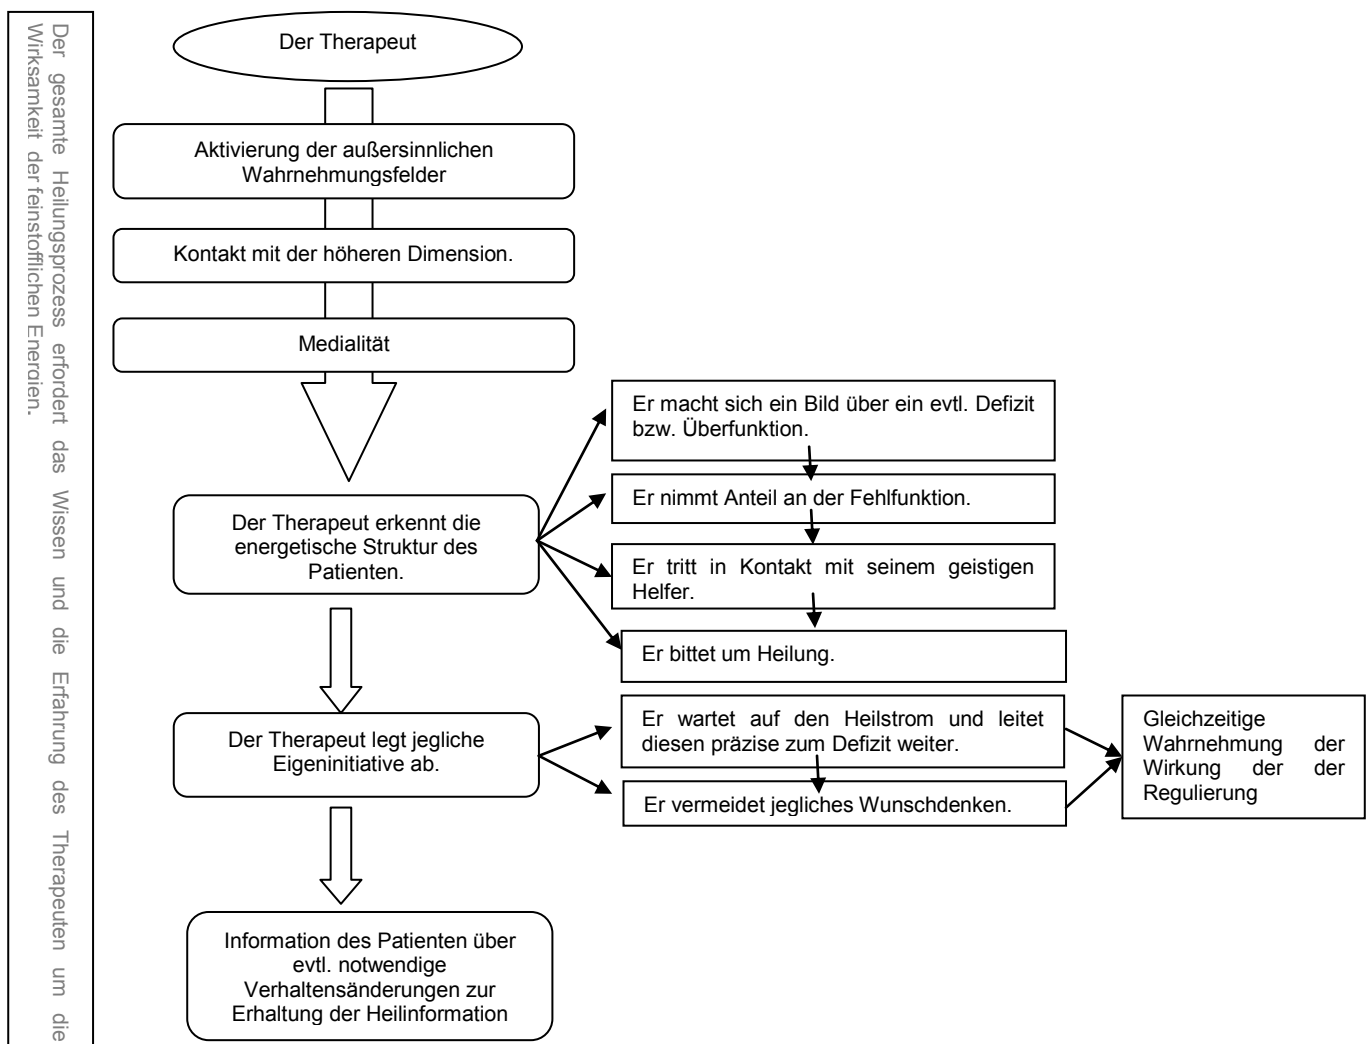 Der gesamte Heilungsprozess erfordert das Wissen und die Erfahrung des Therapeuten um die
Wirksamkeit der feinstofflichen Energien.
Der Therapeut
Aktivierung der außersinnlichen
Wahrnehmungsfelder
Kontakt mit der höheren Dimension.
Medialität
Der Therapeut erkennt die
energetische Struktur des
Patienten.
Er macht sich ein Bild über ein evtl. Defizit
bzw. Überfunktion.
Er nimmt Anteil an der Fehlfunktion.
Er tritt in Kontakt mit seinem geistigen
Helfer.
Er bittet um Heilung.
Der Therapeut legt jegliche
Eigeninitiative ab.
Er wartet auf den Heilstrom und leitet
diesen präzise zum Defizit weiter.
Er vermeidet jegliches Wunschdenken.
Gleichzeitige
Wahrnehmung der
Wirkung der der
Regulierung
Information des Patienten über
evtl. notwendige
Verhaltensänderungen zur
Erhaltung der Heilinformation